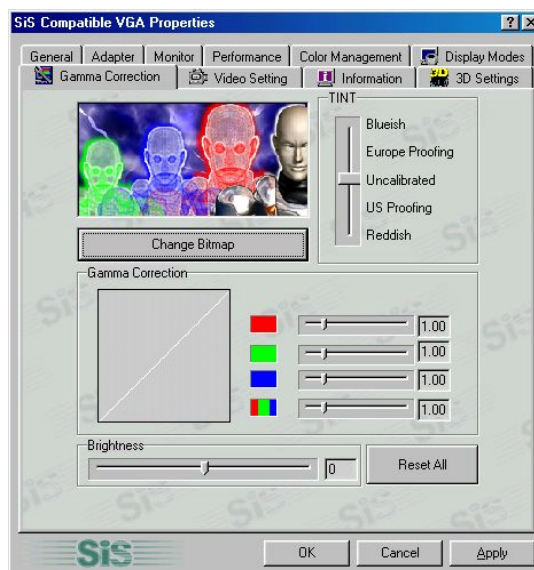 SiS Compatible VGA Properties
General Adapter Monitor Performance Color Management Display Modes
Gamma Correction Video Setting Information 3D Settings
TINT
Blueish
Europe Proofing
Uncalibrated
US Proofing
Reddish
Change Bitmap
Gamma Correction
1.00
1.00
1.00
1.00
Brightness
0
Reset All
SiS
OK Cancel Apply